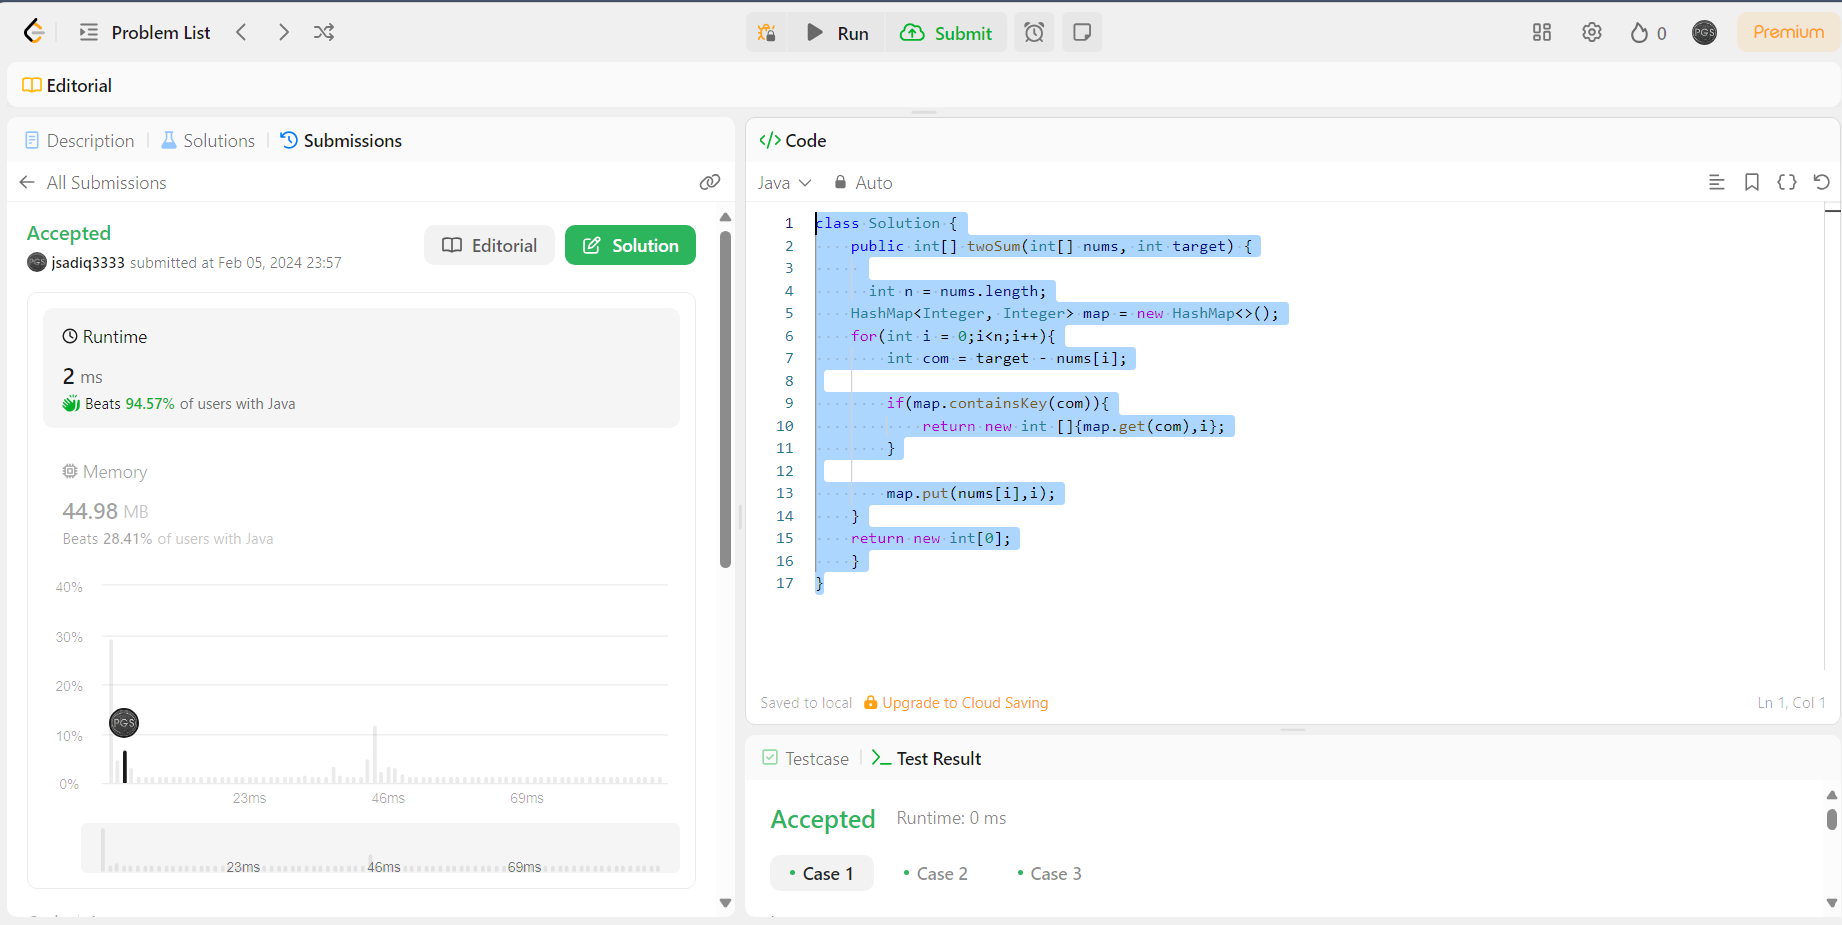 Problem List
Run
Submit
0
PGS
Premium
Editorial
Description
Solutions
Submissions
All Submissions
Accepted
Editorial
Solution
PGS jsadiq3333 submitted at Feb 05, 2024 23:57
Runtime
2 ms
Beats 94.57% of users with Java
Memory
44.98 MB
Beats 28.41% of users with Java
40%
30%
20%
PGS
10%
0%
23ms
46ms
69ms
23ms
46ms
69ms
</> Code
Java
Auto
1 class Solution {
2 public int[] twoSum(int[] nums, int target) {
3
4 int n = nums.length;
5 HashMap<Integer, Integer> map = new HashMap<>();
6 for(int i = 0;i<n;i++){
7 int com = target - nums[i];
8
9 if(map.containsKey(com)){
10 return new int []{map.get(com),i};
11 }
12
13 map.put(nums[i],i);
14 }
15 return new int[0];
16 }
17 }
Saved to local
Upgrade to Cloud Saving
Ln 1, Col 1
Testcase
Test Result
Accepted
Runtime: 0 ms
• Case 1
• Case 2
• Case 3